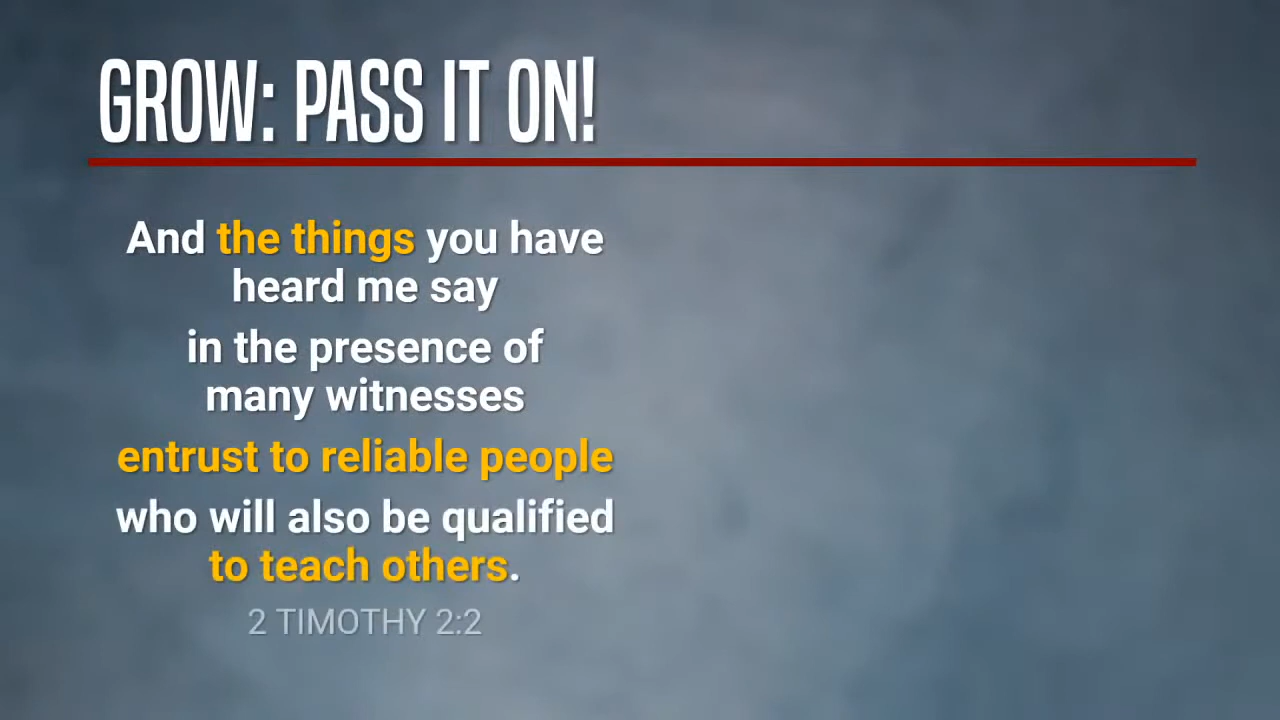 GROW: PASS IT ON!
And the things you have
heard me say
in the presence of
many witnesses
entrust to reliable people
who will also be qualified
to teach others.
2 TIMOTHY 2:2